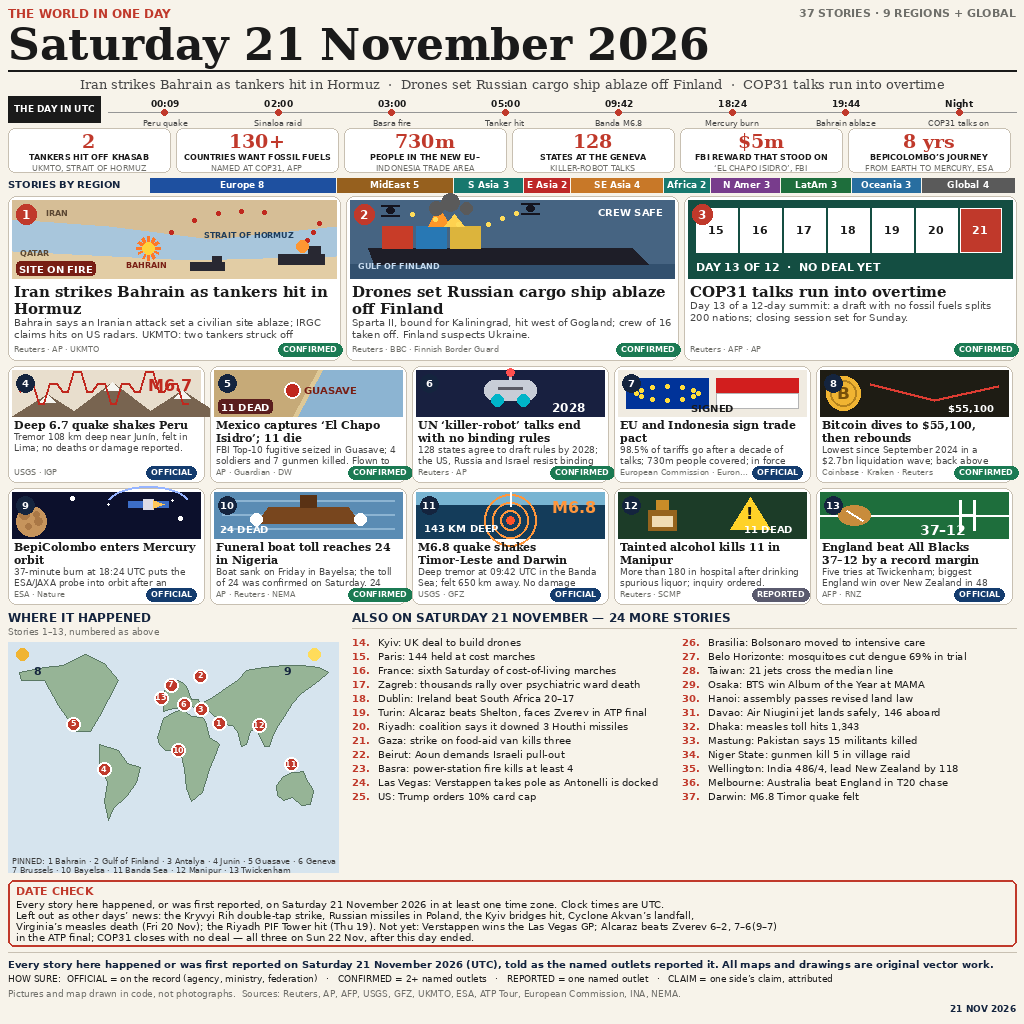 THE WORLD IN ONE DAY
37 STORIES · 9 REGIONS + GLOBAL
Saturday 21 November 2026
Iran strikes Bahrain as tankers hit in Hormuz · Drones set Russian cargo ship ablaze off Finland · COP31 talks run into overtime
THE DAY IN UTC
00:09 02:00 03:00 05:00 09:42 18:24 19:44 Night
Peru quake Sinaloa raid Basra fire Tanker hit Banda M6.8 Mercury burn Bahrain ablaze COP31 talks on
2 130+ 730m 128 $5m 8 yrs
TANKERS HIT OFF KHASAB COUNTRIES WANT FOSSIL FUELS PEOPLE IN THE NEW EU– STATES AT THE GENEVA FBI REWARD THAT STOOD ON BEPICOLOMBO'S JOURNEY
UKMTO, STRAIT OF HORMUZ NAMED AT COP31, AFP INDONESIA TRADE AREA KILLER-ROBOT TALKS 'EL CHAPO ISIDRO', FBI FROM EARTH TO MERCURY, ESA
STORIES BY REGION
Europe 8 MidEast 5 S Asia 3 E Asia 2 SE Asia 4 Africa 2 N Amer 3 LatAm 3 Oceania 3 Global 4
1
IRAN
STRAIT OF HORMUZ
QATAR
BAHRAIN
SITE ON FIRE
Iran strikes Bahrain as tankers hit in
Hormuz
Bahrain says an Iranian attack set a civilian site ablaze; IRGC
claims hits on US radars. UKMTO: two tankers struck off
Reuters · AP · UKMTO
CONFIRMED
2
CREW SAFE
GULF OF FINLAND
Drones set Russian cargo ship ablaze
off Finland
Sparta II, bound for Kaliningrad, hit west of Gogland; crew of 16
taken off. Finland suspects Ukraine.
Reuters · BBC · Finnish Border Guard
CONFIRMED
3
15 16 17 18 19 20 21
DAY 13 OF 12 · NO DEAL YET
COP31 talks run into overtime
Day 13 of a 12-day summit: a draft with no fossil fuels splits
200 nations; closing session set for Sunday.
Reuters · AFP · AP
CONFIRMED
4
M6.7
Deep 6.7 quake shakes Peru
Tremor 108 km deep near Junín, felt in
Lima; no deaths or damage reported.
USGS · IGP
OFFICIAL
5
GUASAVE
11 DEAD
Mexico captures ‘El Chapo
Isidro’; 11 die
FBI Top-10 fugitive seized in Guasave; 4
soldiers and 7 gunmen killed. Flown to
AP · Guardian · DW
CONFIRMED
6
2028
UN ‘killer-robot’ talks end
with no binding rules
128 states agree to draft rules by 2028;
the US, Russia and Israel resist binding
Reuters · AP
CONFIRMED
7
SIGNED
EU and Indonesia sign trade
pact
98.5% of tariffs go after a decade of
talks; 730m people covered; in force
European Commission · Euron…
OFFICIAL
8
B
$55,100
Bitcoin dives to $55,100,
then rebounds
Lowest since September 2024 in a
$2.7bn liquidation wave; back above
Coinbase · Kraken · Reuters
CONFIRMED
9
BepiColombo enters Mercury
orbit
37-minute burn at 18:24 UTC puts the
ESA/JAXA probe into orbit after an
ESA · Nature
OFFICIAL
10
24 DEAD
Funeral boat toll reaches 24
in Nigeria
Boat sank on Friday in Bayelsa; the toll
of 24 was confirmed on Saturday. 24
AP · Reuters · NEMA
CONFIRMED
11
M6.8
143 KM DEEP
M6.8 quake shakes
Timor-Leste and Darwin
Deep tremor at 09:42 UTC in the Banda
Sea; felt 650 km away. No damage
USGS · GFZ
OFFICIAL
12
!
11 DEAD
Tainted alcohol kills 11 in
Manipur
More than 180 in hospital after drinking
spurious liquor; inquiry ordered.
Reuters · SCMP
REPORTED
13
37–12
England beat All Blacks
37–12 by a record margin
Five tries at Twickenham; biggest
England win over New Zealand in 48
AFP · RNZ
OFFICIAL
WHERE IT HAPPENED
Stories 1–13, numbered as above
8 9
2
7
13
6
3
5
1
12
10
4
11
PINNED: 1 Bahrain · 2 Gulf of Finland · 3 Antalya · 4 Junin · 5 Guasave · 6 Geneva
7 Brussels · 10 Bayelsa · 11 Banda Sea · 12 Manipur · 13 Twickenham
ALSO ON SATURDAY 21 NOVEMBER — 24 MORE STORIES
14. Kyiv: UK deal to build drones
15. Paris: 144 held at cost marches
16. France: sixth Saturday of cost-of-living marches
17. Zagreb: thousands rally over psychiatric ward death
18. Dublin: Ireland beat South Africa 20–17
19. Turin: Alcaraz beats Shelton, faces Zverev in ATP final
20. Riyadh: coalition says it downed 3 Houthi missiles
21. Gaza: strike on food-aid van kills three
22. Beirut: Aoun demands Israeli pull-out
23. Basra: power-station fire kills at least 4
24. Las Vegas: Verstappen takes pole as Antonelli is docked
25. US: Trump orders 10% card cap
26. Brasilia: Bolsonaro moved to intensive care
27. Belo Horizonte: mosquitoes cut dengue 69% in trial
28. Taiwan: 21 jets cross the median line
29. Osaka: BTS win Album of the Year at MAMA
30. Hanoi: assembly passes revised land law
31. Davao: Air Niugini jet lands safely, 146 aboard
32. Dhaka: measles toll hits 1,343
33. Mastung: Pakistan says 15 militants killed
34. Niger State: gunmen kill 5 in village raid
35. Wellington: India 486/4, lead New Zealand by 118
36. Melbourne: Australia beat England in T20 chase
37. Darwin: M6.8 Timor quake felt
DATE CHECK
Every story here happened, or was first reported, on Saturday 21 November 2026 in at least one time zone. Clock times are UTC.
Left out as other days' news: the Kryvyi Rih double-tap strike, Russian missiles in Poland, the Kyiv bridges hit, Cyclone Akvan's landfall,
Virginia's measles death (Fri 20 Nov); the Riyadh PIF Tower hit (Thu 19). Not yet: Verstappen wins the Las Vegas GP; Alcaraz beats Zverev 6–2, 7–6(9–7)
in the ATP final; COP31 closes with no deal — all three on Sun 22 Nov, after this day ended.
Every story here happened or was first reported on Saturday 21 November 2026 (UTC), told as the named outlets reported it. All maps and drawings are original vector work.
HOW SURE: OFFICIAL = on the record (agency, ministry, federation) · CONFIRMED = 2+ named outlets · REPORTED = one named outlet · CLAIM = one side's claim, attributed
Pictures and map drawn in code, not photographs. Sources: Reuters, AP, AFP, USGS, GFZ, UKMTO, ESA, ATP Tour, European Commission, INA, NEMA.
21 NOV 2026